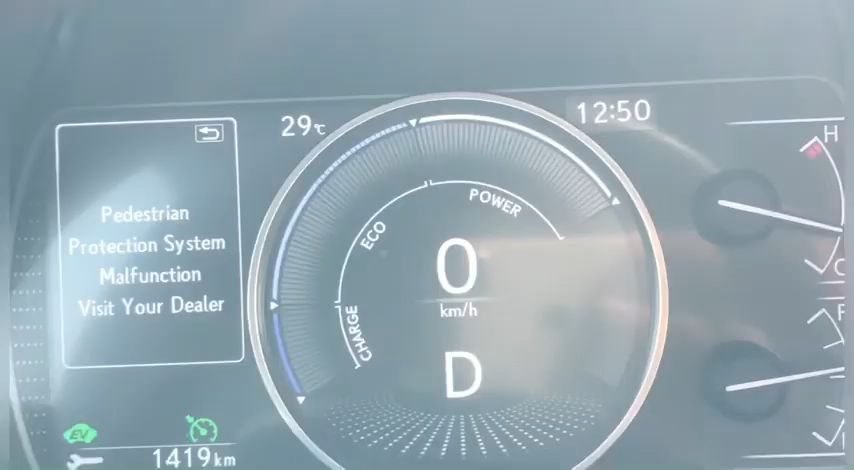 29℃
12:50
Pedestrian
Protection System
Malfunction
Visit Your Dealer
CHARGE
ECO
POWER
0
km/h
D
H
C
F
EV
1419km